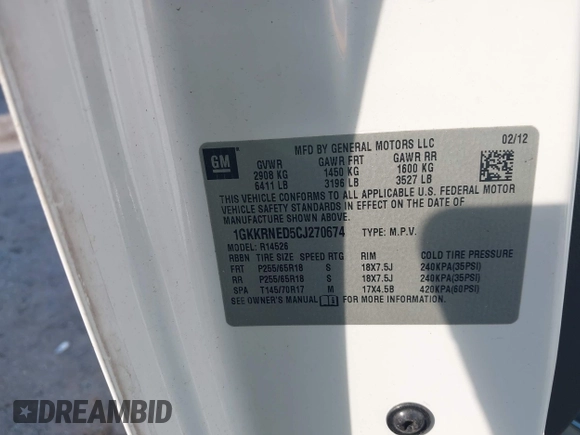 MFD BY GENERAL MOTORS LLC 02/12
GM GVWR GAWR FRT GAWR RR
2908 KG 1450 KG 1600 KG
6411 LB 3196 LB 3527 LB
THIS VEHICLE CONFORMS TO ALL APPLICABLE U.S. FEDERAL MOTOR
VEHICLE SAFETY STANDARDS IN EFFECT ON THE DATE OF
MANUFACTURE SHOWN ABOVE.
1GKKRNED5CJ270674 TYPE: M.P.V.
MODEL: R14526
RBBN TIRE SIZE SPEED RTG RIM COLD TIRE PRESSURE
FRT P255/65R18 S 18X7.5J 240KPA(35PSI)
RR P255/65R18 S 18X7.5J 240KPA(35PSI)
SPA T145/70R17 M 17X4.5B 420KPA(60PSI)
SEE OWNER'S MANUAL FOR MORE INFORMATION.
DREAMBID